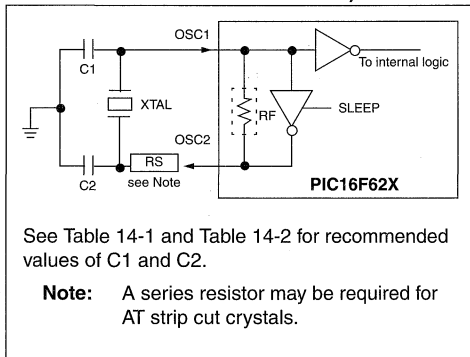 OSC1
To internal logic
C1
XTAL
RF
SLEEP
OSC2
RS
C2
see Note
PIC16F62X
See Table 14-1 and Table 14-2 for recommended
values of C1 and C2.
Note: A series resistor may be required for
AT strip cut crystals.